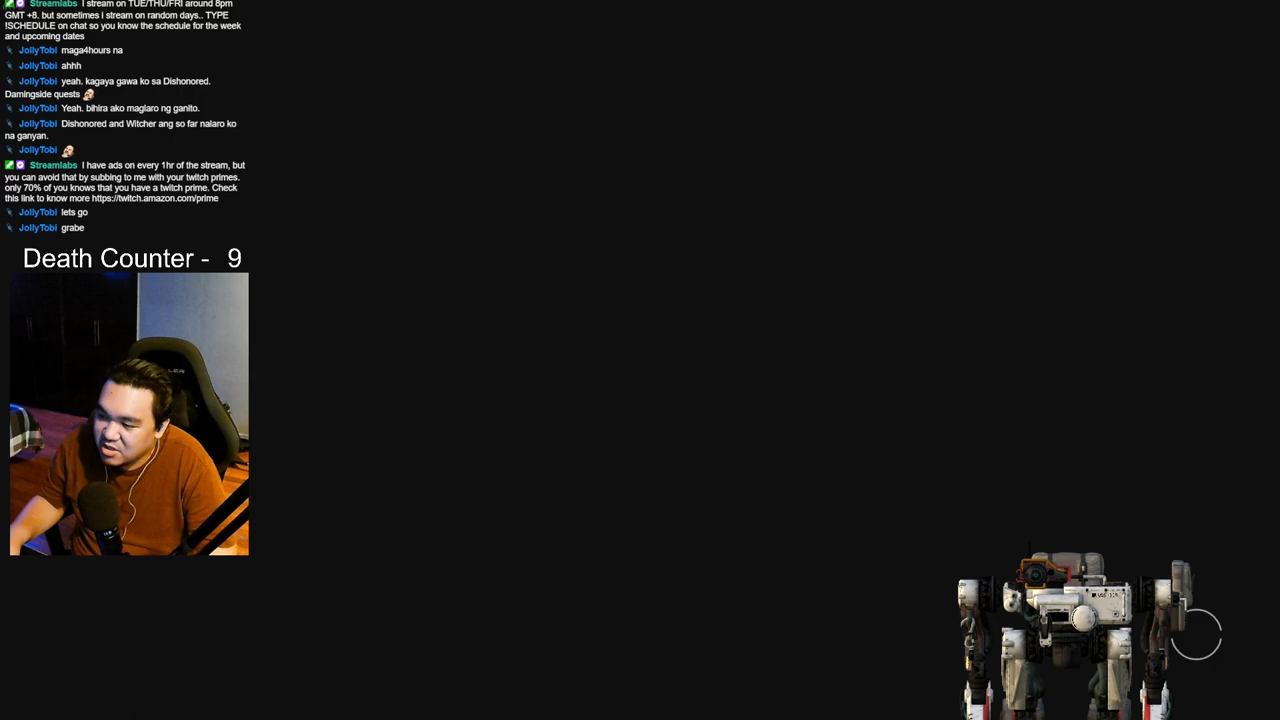 Streamlabs I stream on TUE/THU/FRI around 8pm
GMT +8. but sometimes i stream on random days.. TYPE
!SCHEDULE on chat so you know the schedule for the week
and upcoming dates
JollyTobi maga4hours na
JollyTobi ahhh
JollyTobi yeah. kagaya gawa ko sa Dishonored.
Damingside quests
JollyTobi Yeah. bihira ako maglaro ng ganito.
JollyTobi Dishonored and Witcher ang so far nalaro ko
na ganyan.
JollyTobi
Streamlabs I have ads on every 1hr of the stream, but
you can avoid that by subbing to me with your twitch primes.
only 70% of you knows that you have a twitch prime. Check
this link to know more https://twitch.amazon.com/prime
JollyTobi lets go
JollyTobi grabe
Death Counter - 9